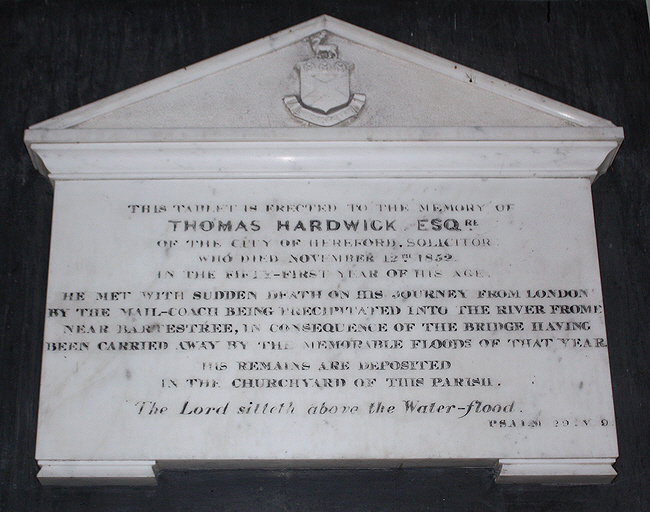 THIS TABLET IS ERECTED TO THE MEMORY OF
THOMAS HARDWICK ESQRE
OF THE CITY OF HEREFORD, SOLICITOR
WHO DIED NOVEMBER 12TH 1852.
IN THE FIFTY-FIRST YEAR OF HIS AGE.
HE MET WITH SUDDEN DEATH ON HIS JOURNEY FROM LONDON
BY THE MAIL-COACH BEING PRECIPITATED INTO THE RIVER FROME
NEAR BARTESTREE, IN CONSEQUENCE OF THE BRIDGE HAVING
BEEN CARRIED AWAY BY THE MEMORABLE FLOODS OF THAT YEAR.
HIS REMAINS ARE DEPOSITED
IN THE CHURCHYARD OF THIS PARISH.
The Lord sitteth above the Water-flood.
PSALM 29: V 9